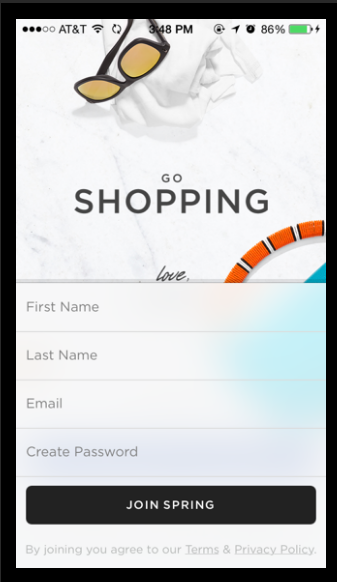 AT&T 3:48 PM 86%
GO
SHOPPING
love,
First Name
Last Name
Email
Create Password
JOIN SPRING
By joining you agree to our Terms & Privacy Policy.